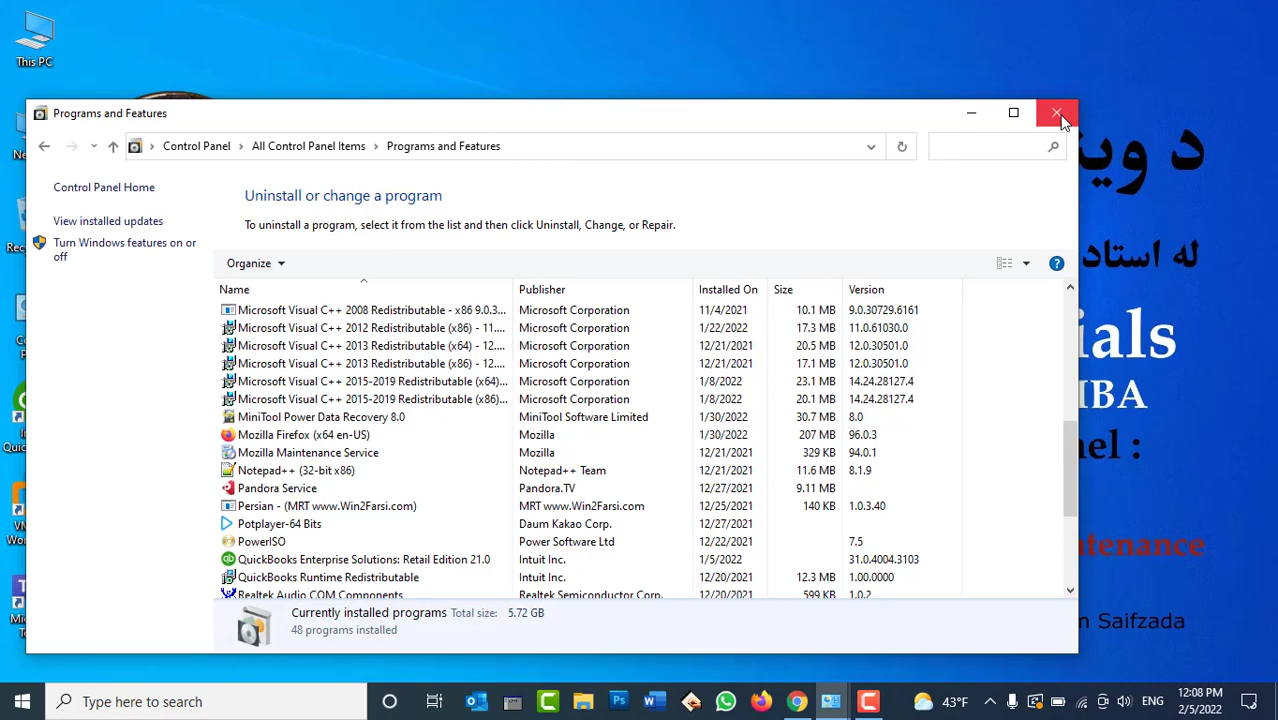 This PC
Programs and Features
Control Panel
All Control Panel Items
Programs and Features
Control Panel Home
View installed updates
Turn Windows features on or
off
Uninstall or change a program
To uninstall a program, select it from the list and then click Uninstall, Change, or Repair.
Organize
Name Publisher Installed On Size Version
Microsoft Visual C++ 2008 Redistributable - x86 9.0.3... Microsoft Corporation 11/4/2021 10.1 MB 9.0.30729.6161
Microsoft Visual C++ 2012 Redistributable (x86) - 11.... Microsoft Corporation 1/22/2022 17.3 MB 11.0.61030.0
Microsoft Visual C++ 2013 Redistributable (x64) - 12.... Microsoft Corporation 12/21/2021 20.5 MB 12.0.30501.0
Microsoft Visual C++ 2013 Redistributable (x86) - 12.... Microsoft Corporation 12/21/2021 17.1 MB 12.0.30501.0
Microsoft Visual C++ 2015-2019 Redistributable (x64)... Microsoft Corporation 1/8/2022 23.1 MB 14.24.28127.4
Microsoft Visual C++ 2015-2019 Redistributable (x86)... Microsoft Corporation 1/8/2022 20.1 MB 14.24.28127.4
MiniTool Power Data Recovery 8.0 MiniTool Software Limited 1/30/2022 30.7 MB 8.0
Mozilla Firefox (x64 en-US) Mozilla 1/30/2022 207 MB 96.0.3
Mozilla Maintenance Service Mozilla 12/21/2021 329 KB 94.0.1
Notepad++ (32-bit x86) Notepad++ Team 12/21/2021 11.6 MB 8.1.9
Pandora Service Pandora.TV 12/27/2021 9.11 MB
Persian - (MRT www.Win2Farsi.com) MRT www.Win2Farsi.com 12/25/2021 140 KB 1.0.3.40
Potplayer-64 Bits Daum Kakao Corp. 12/27/2021
PowerISO Power Software Ltd 12/22/2021 7.5
QuickBooks Enterprise Solutions: Retail Edition 21.0 Intuit Inc. 1/5/2022 31.0.4004.3103
QuickBooks Runtime Redistributable Intuit Inc. 12/20/2021 12.3 MB 1.00.0000
Realtek Audio COM Components Realtek Semiconductor Corp. 12/20/2021 599 KB 1.0.2
Currently installed programs Total size: 5.72 GB
48 programs installed
له استاد
ials
MBA
nel :
tenance
Saifzada
Type here to search
43°F
ENG
12:08 PM
2/5/2022